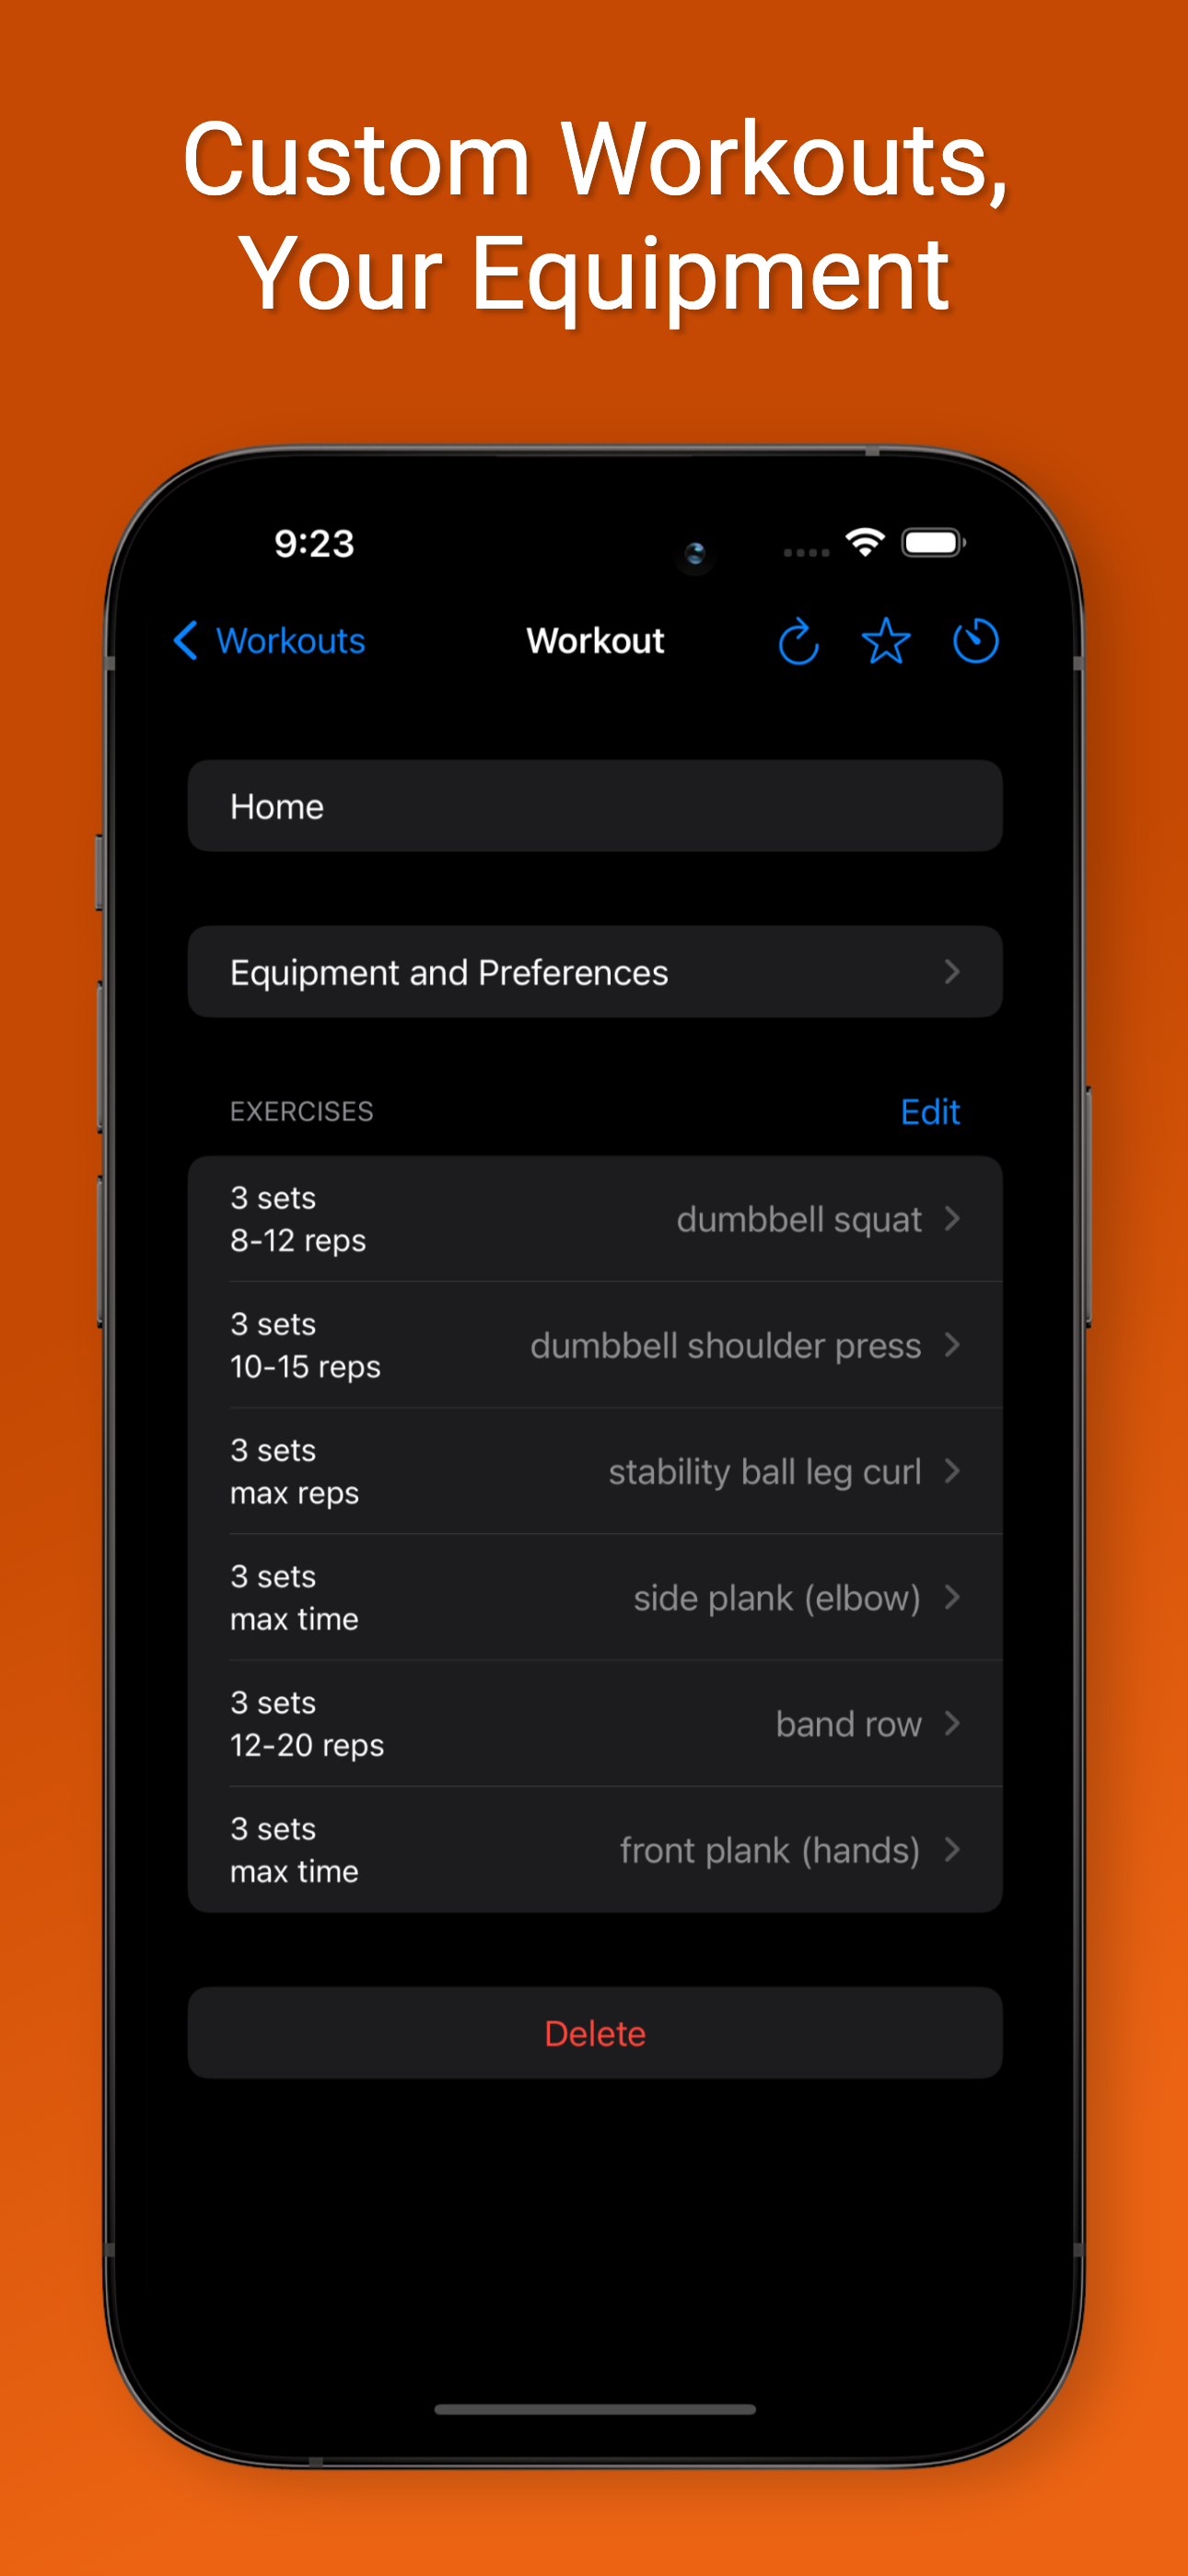 Custom Workouts,
Your Equipment
9:23
Workouts
Workout
Home
Equipment and Preferences
EXERCISES
Edit
3 sets
8-12 reps
dumbbell squat
3 sets
10-15 reps
dumbbell shoulder press
3 sets
max reps
stability ball leg curl
3 sets
max time
side plank (elbow)
3 sets
12-20 reps
band row
3 sets
max time
front plank (hands)
Delete